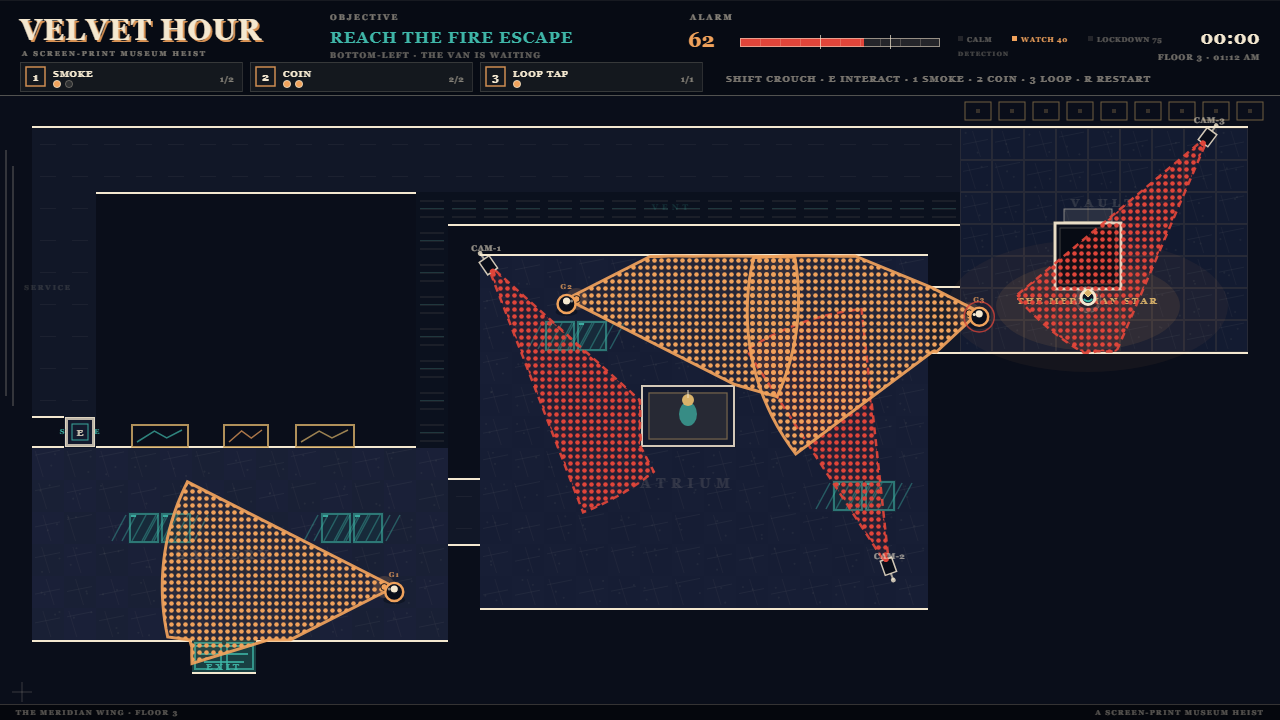 VELVET HOUR
A SCREEN-PRINT MUSEUM HEIST
OBJECTIVE
REACH THE FIRE ESCAPE
BOTTOM-LEFT · THE VAN IS WAITING
ALARM
62
CALM
WATCH 40
LOCKDOWN 75
DETECTION
00:00
FLOOR 3 · 01:12 AM
1 SMOKE 1/2
2 COIN 2/2
3 LOOP TAP 1/1
SHIFT CROUCH · E INTERACT · 1 SMOKE · 2 COIN · 3 LOOP · R RESTART
CAM-3
VENT
VAULT
CAM-1
G2
SERVICE
G3
THE MERIDIAN STAR
E
ATRIUM
CAM-2
G1
EXIT
THE MERIDIAN WING · FLOOR 3
A SCREEN-PRINT MUSEUM HEIST